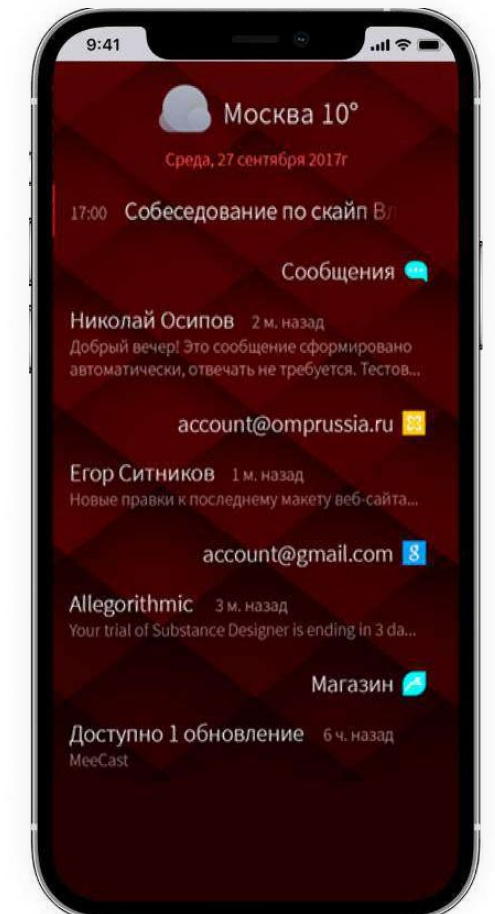 9:41
Москва 10°
Среда, 27 сентября 2017г
17:00 Собеседование по скайп
Сообщения
Николай Осипов 2 м. назад
Добрый вечер! Это сообщение сформировано
автоматически, отвечать не требуется. Тестов...
account@omprussia.ru
Егор Ситников 1 м. назад
Новые правки к последнему макету веб-сайта...
account@gmail.com 8
Allegorithmic 3 м. назад
Your trial of Substance Designer is ending in 3 da...
Магазин
Доступно 1 обновление 6 ч. назад
MeeCast